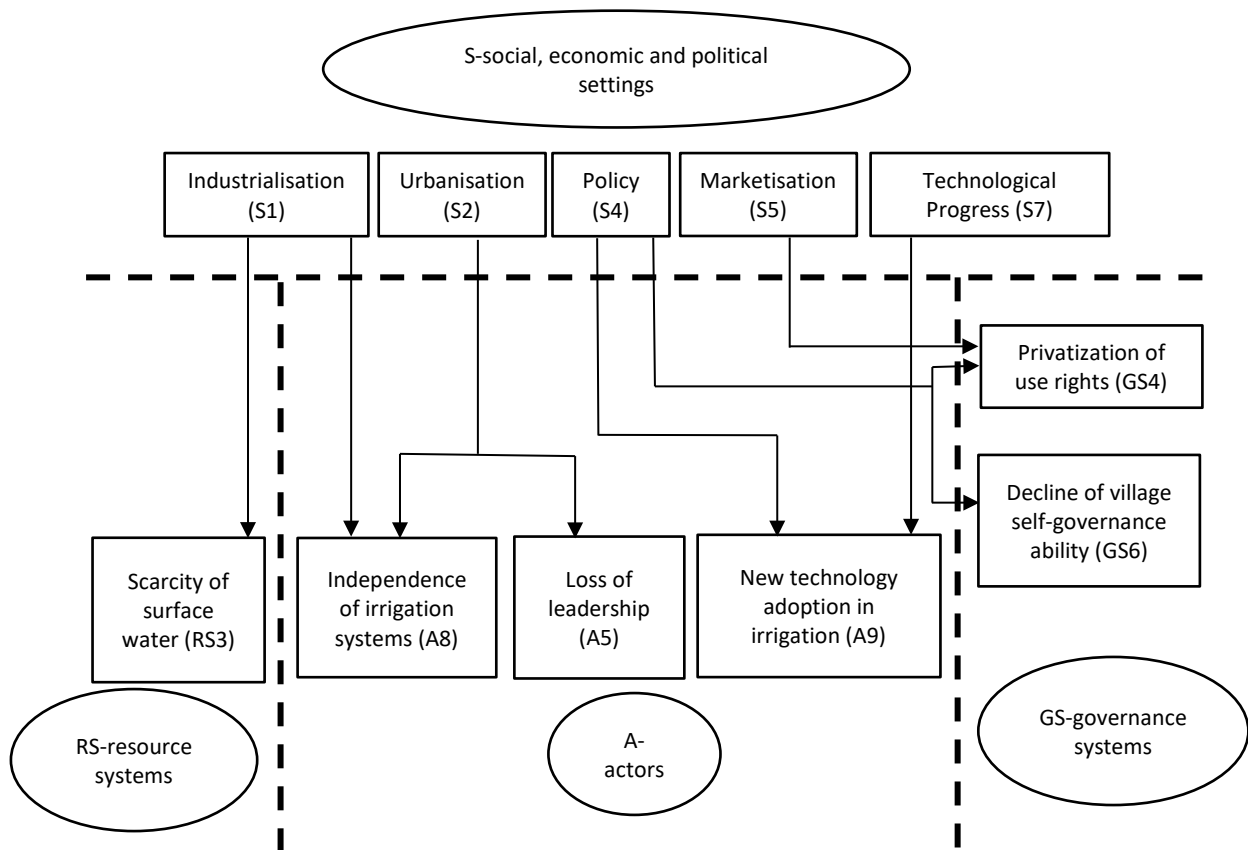 S-social, economic and political
settings
Industrialisation
(S1)
Urbanisation
(S2)
Policy
(S4)
Marketisation
(S5)
Technological
Progress (S7)
Privatization of
use rights (GS4)
Decline of village
self-governance
ability (GS6)
Scarcity of
surface
water (RS3)
Independence
of irrigation
systems (A8)
Loss of
leadership
(A5)
New technology
adoption in
irrigation (A9)
RS-resource
systems
A-
actors
GS-governance
systems